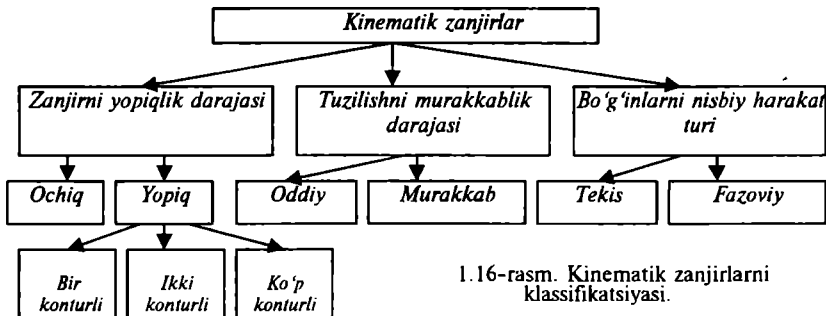 Kinematik zanjirlar
Zanjirni yopiqlik darajasi
Tuzilishni murakkablik
darajasi
Bo‘g‘inlarni nisbiy harakat
turi
Ochiq
Yopiq
Oddiy
Murakkab
Tekis
Fazoviy
Bir
konturli
Ikki
konturli
Ko‘p
konturli
1.16-rasm. Kinematik zanjirlarni
klassifikatsiyasi.